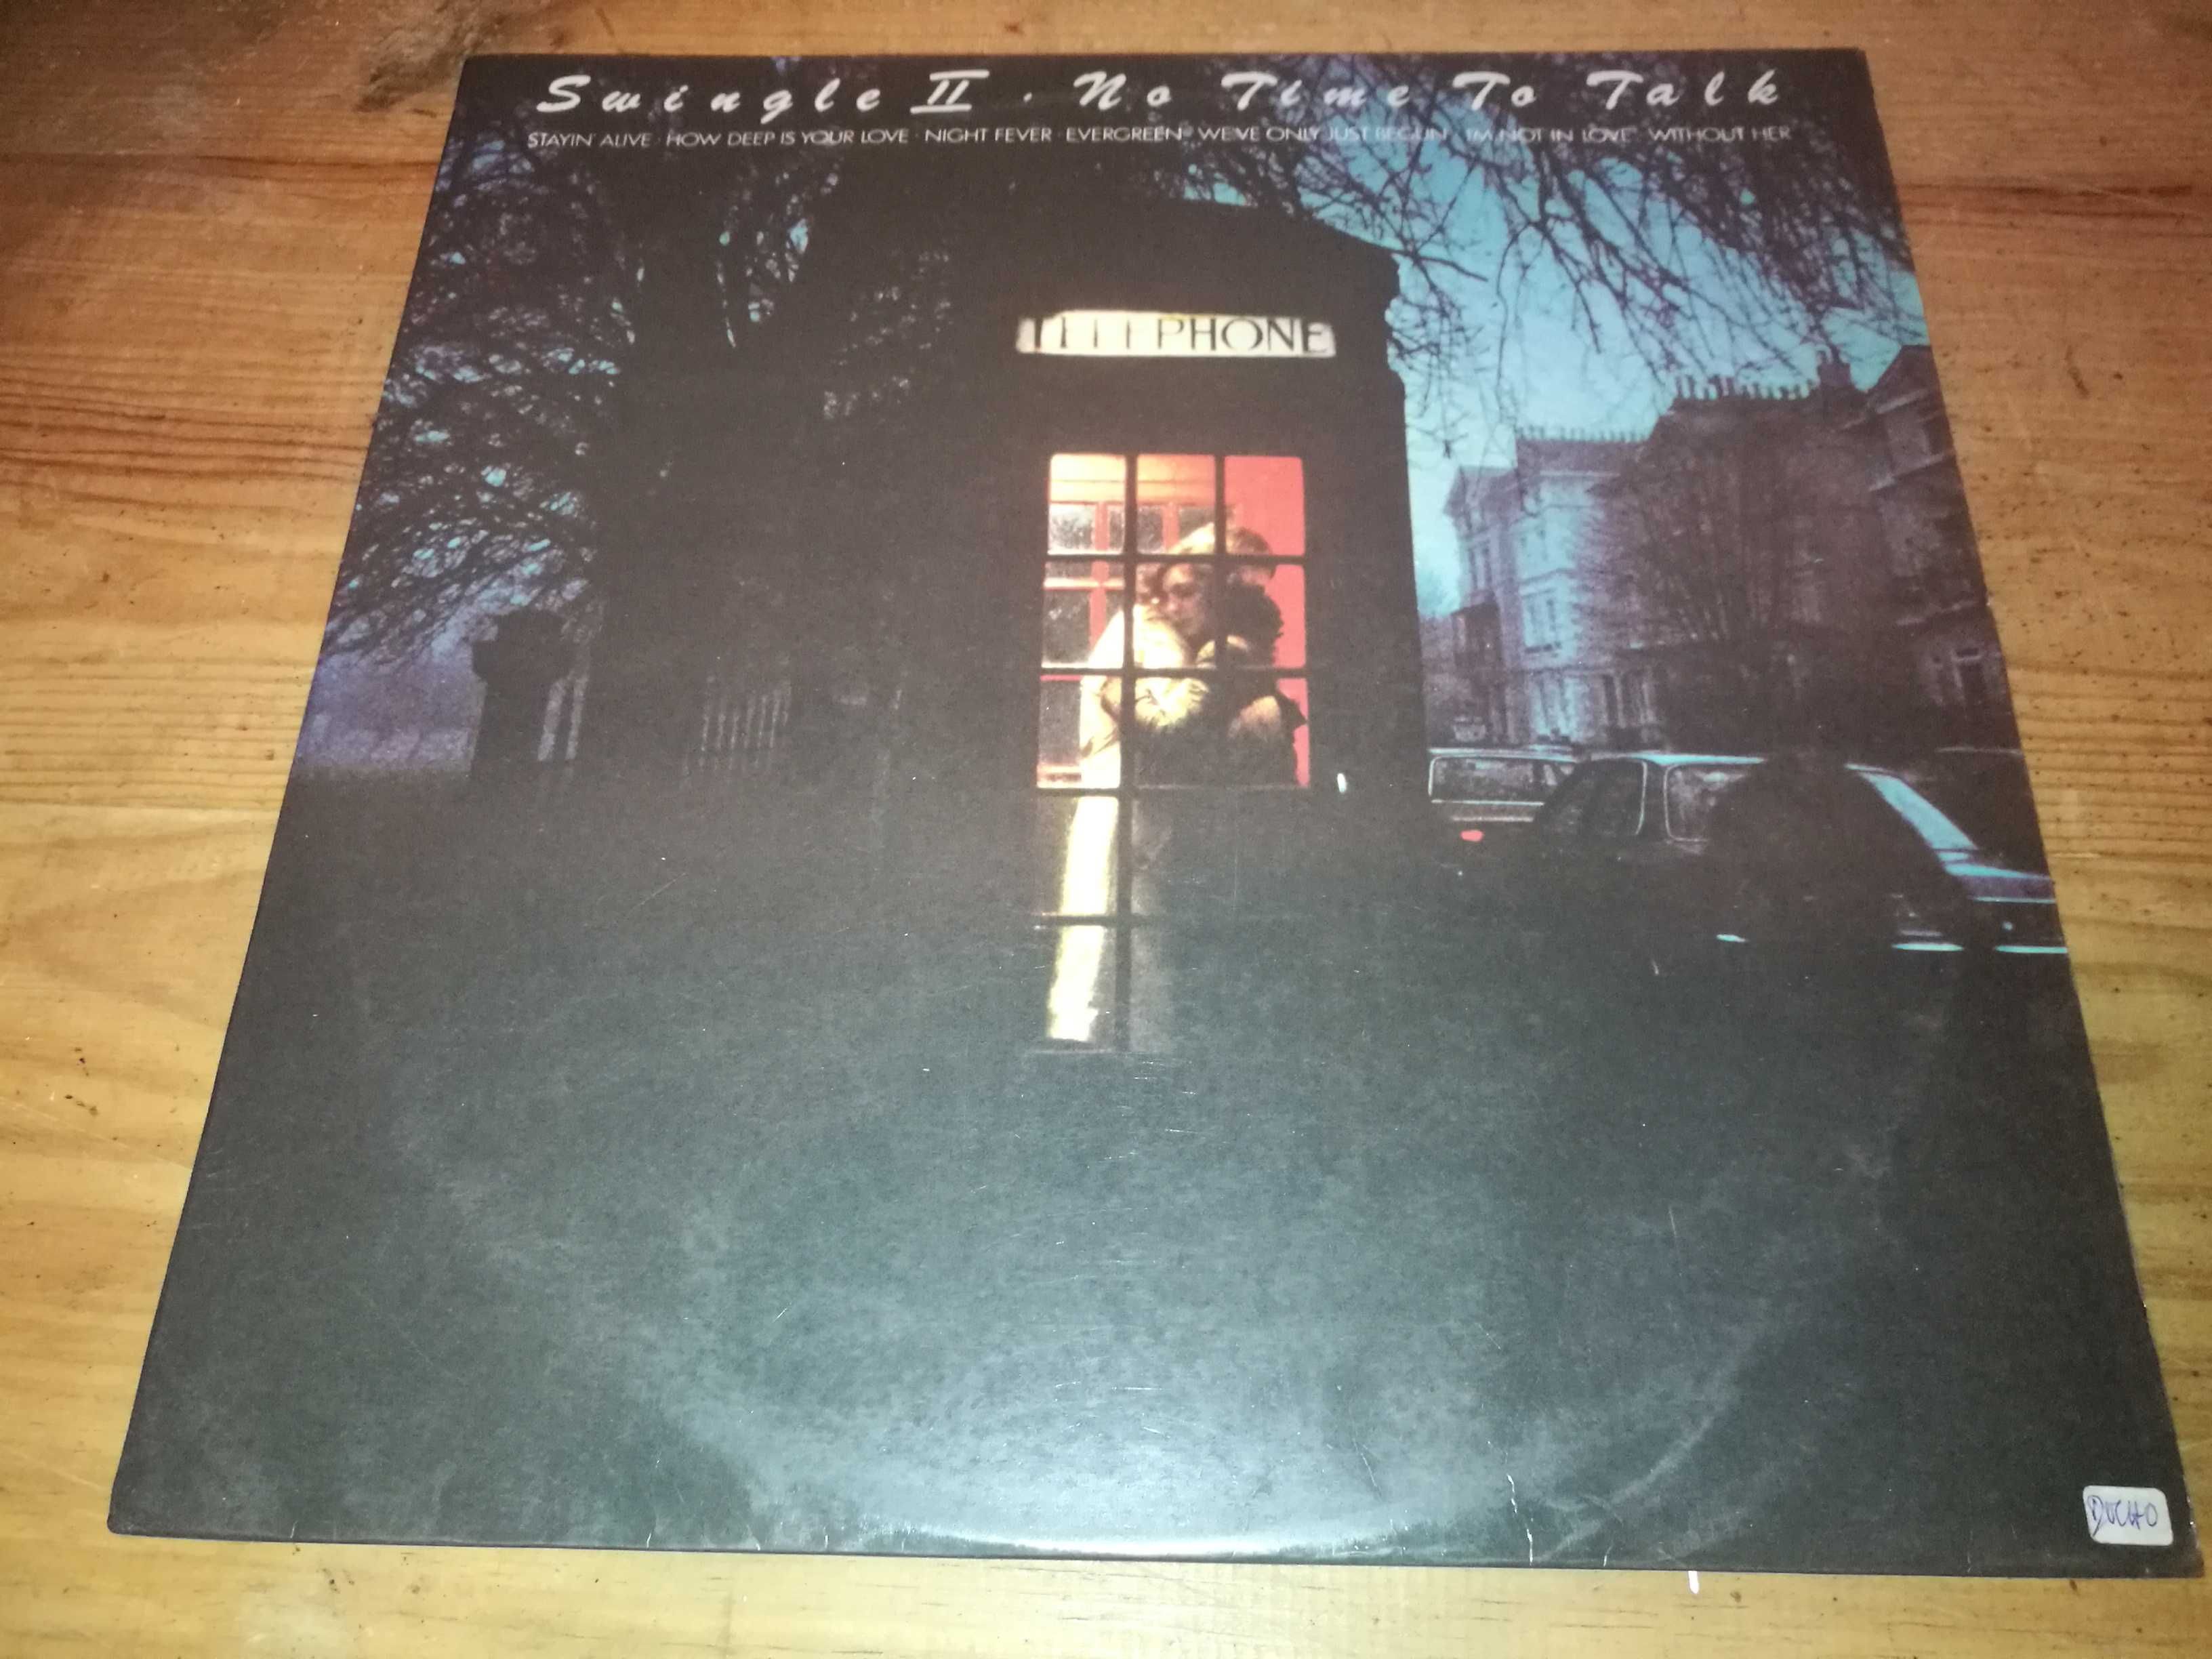 Swingle II · No Time To Talk
STAYIN' ALIVE · HOW DEEP IS YOUR LOVE · NIGHT FEVER · EVERGREEN · WE'VE ONLY JUST BEGUN · I'M NOT IN LOVE · WITHOUT HER
TELEPHONE
DUCHO